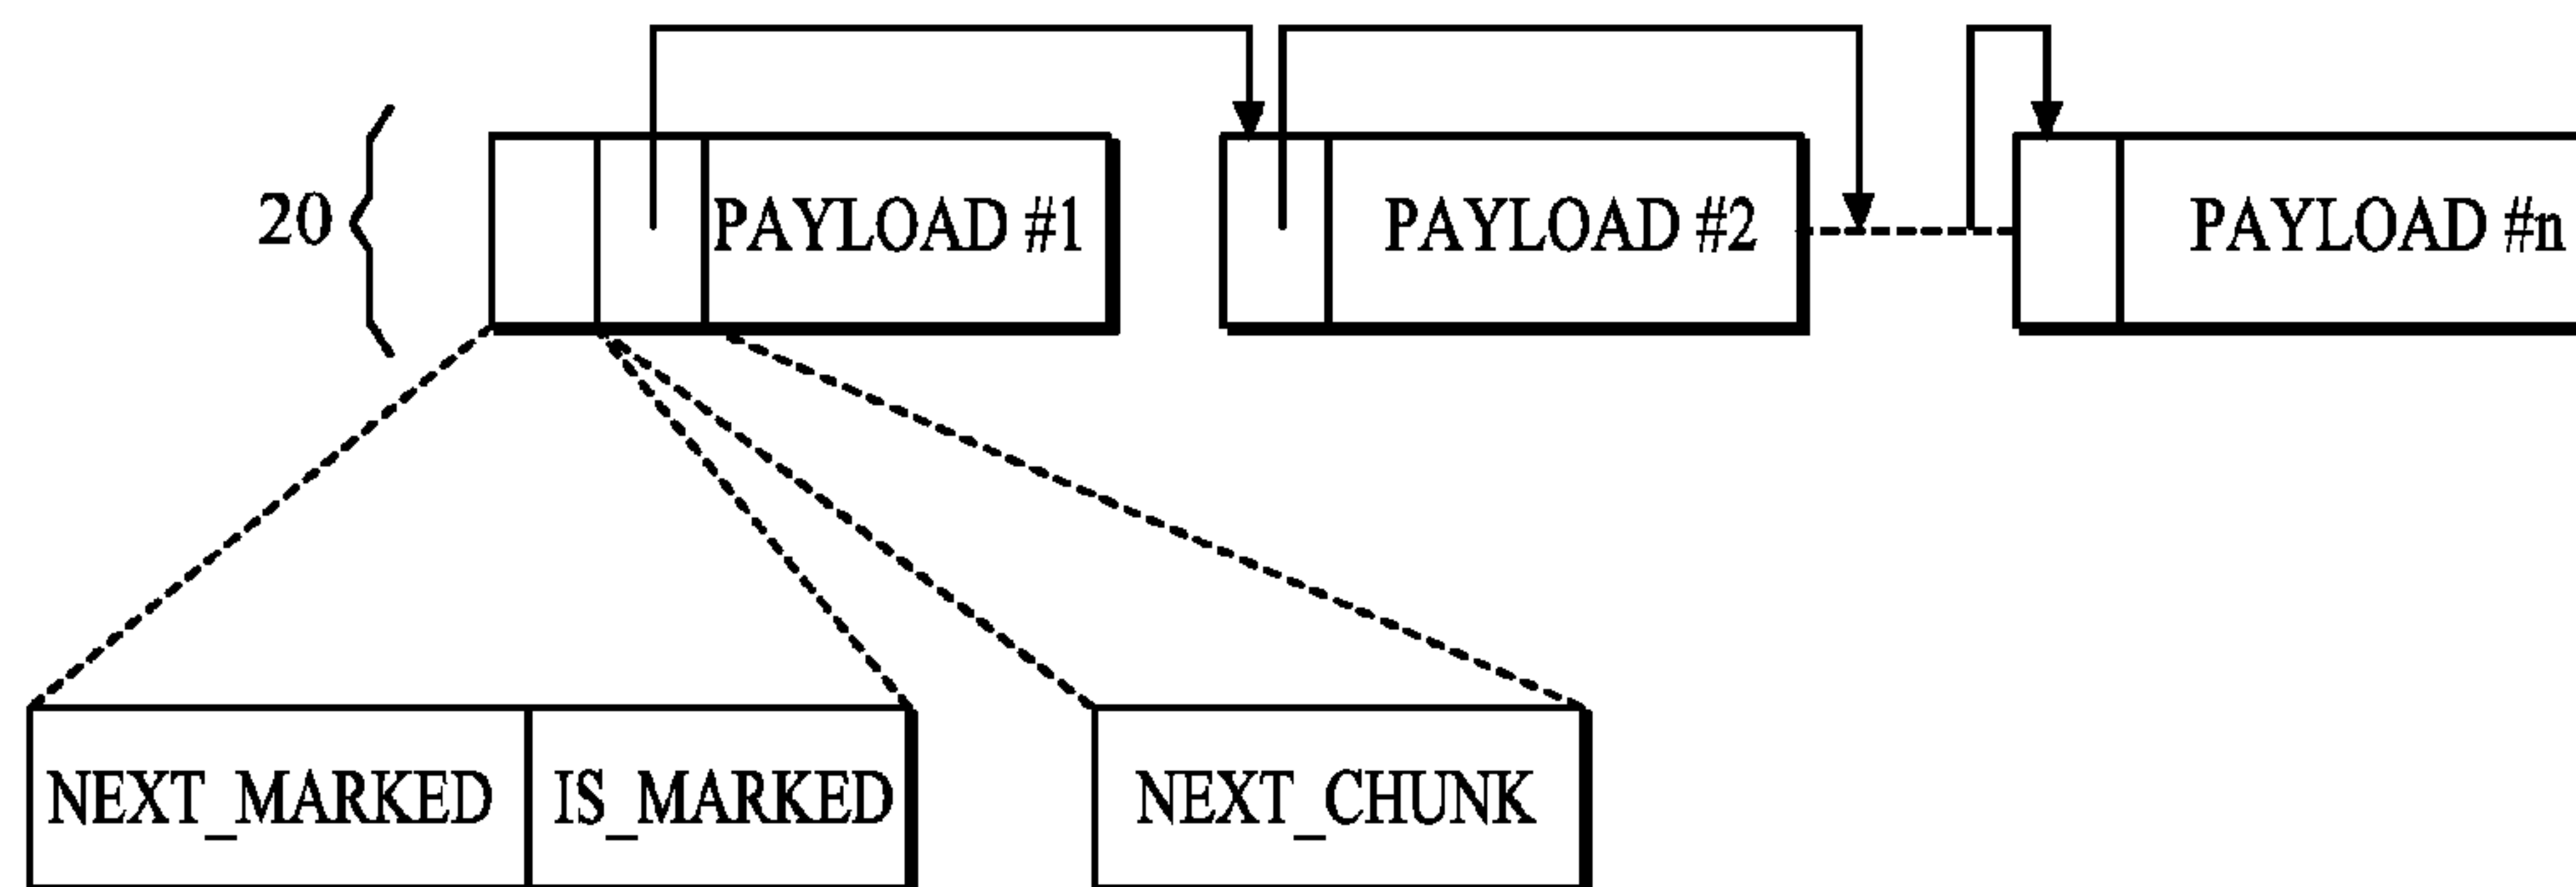 20
PAYLOAD #1
PAYLOAD #2
PAYLOAD #n
NEXT_MARKED
IS_MARKED
NEXT_CHUNK